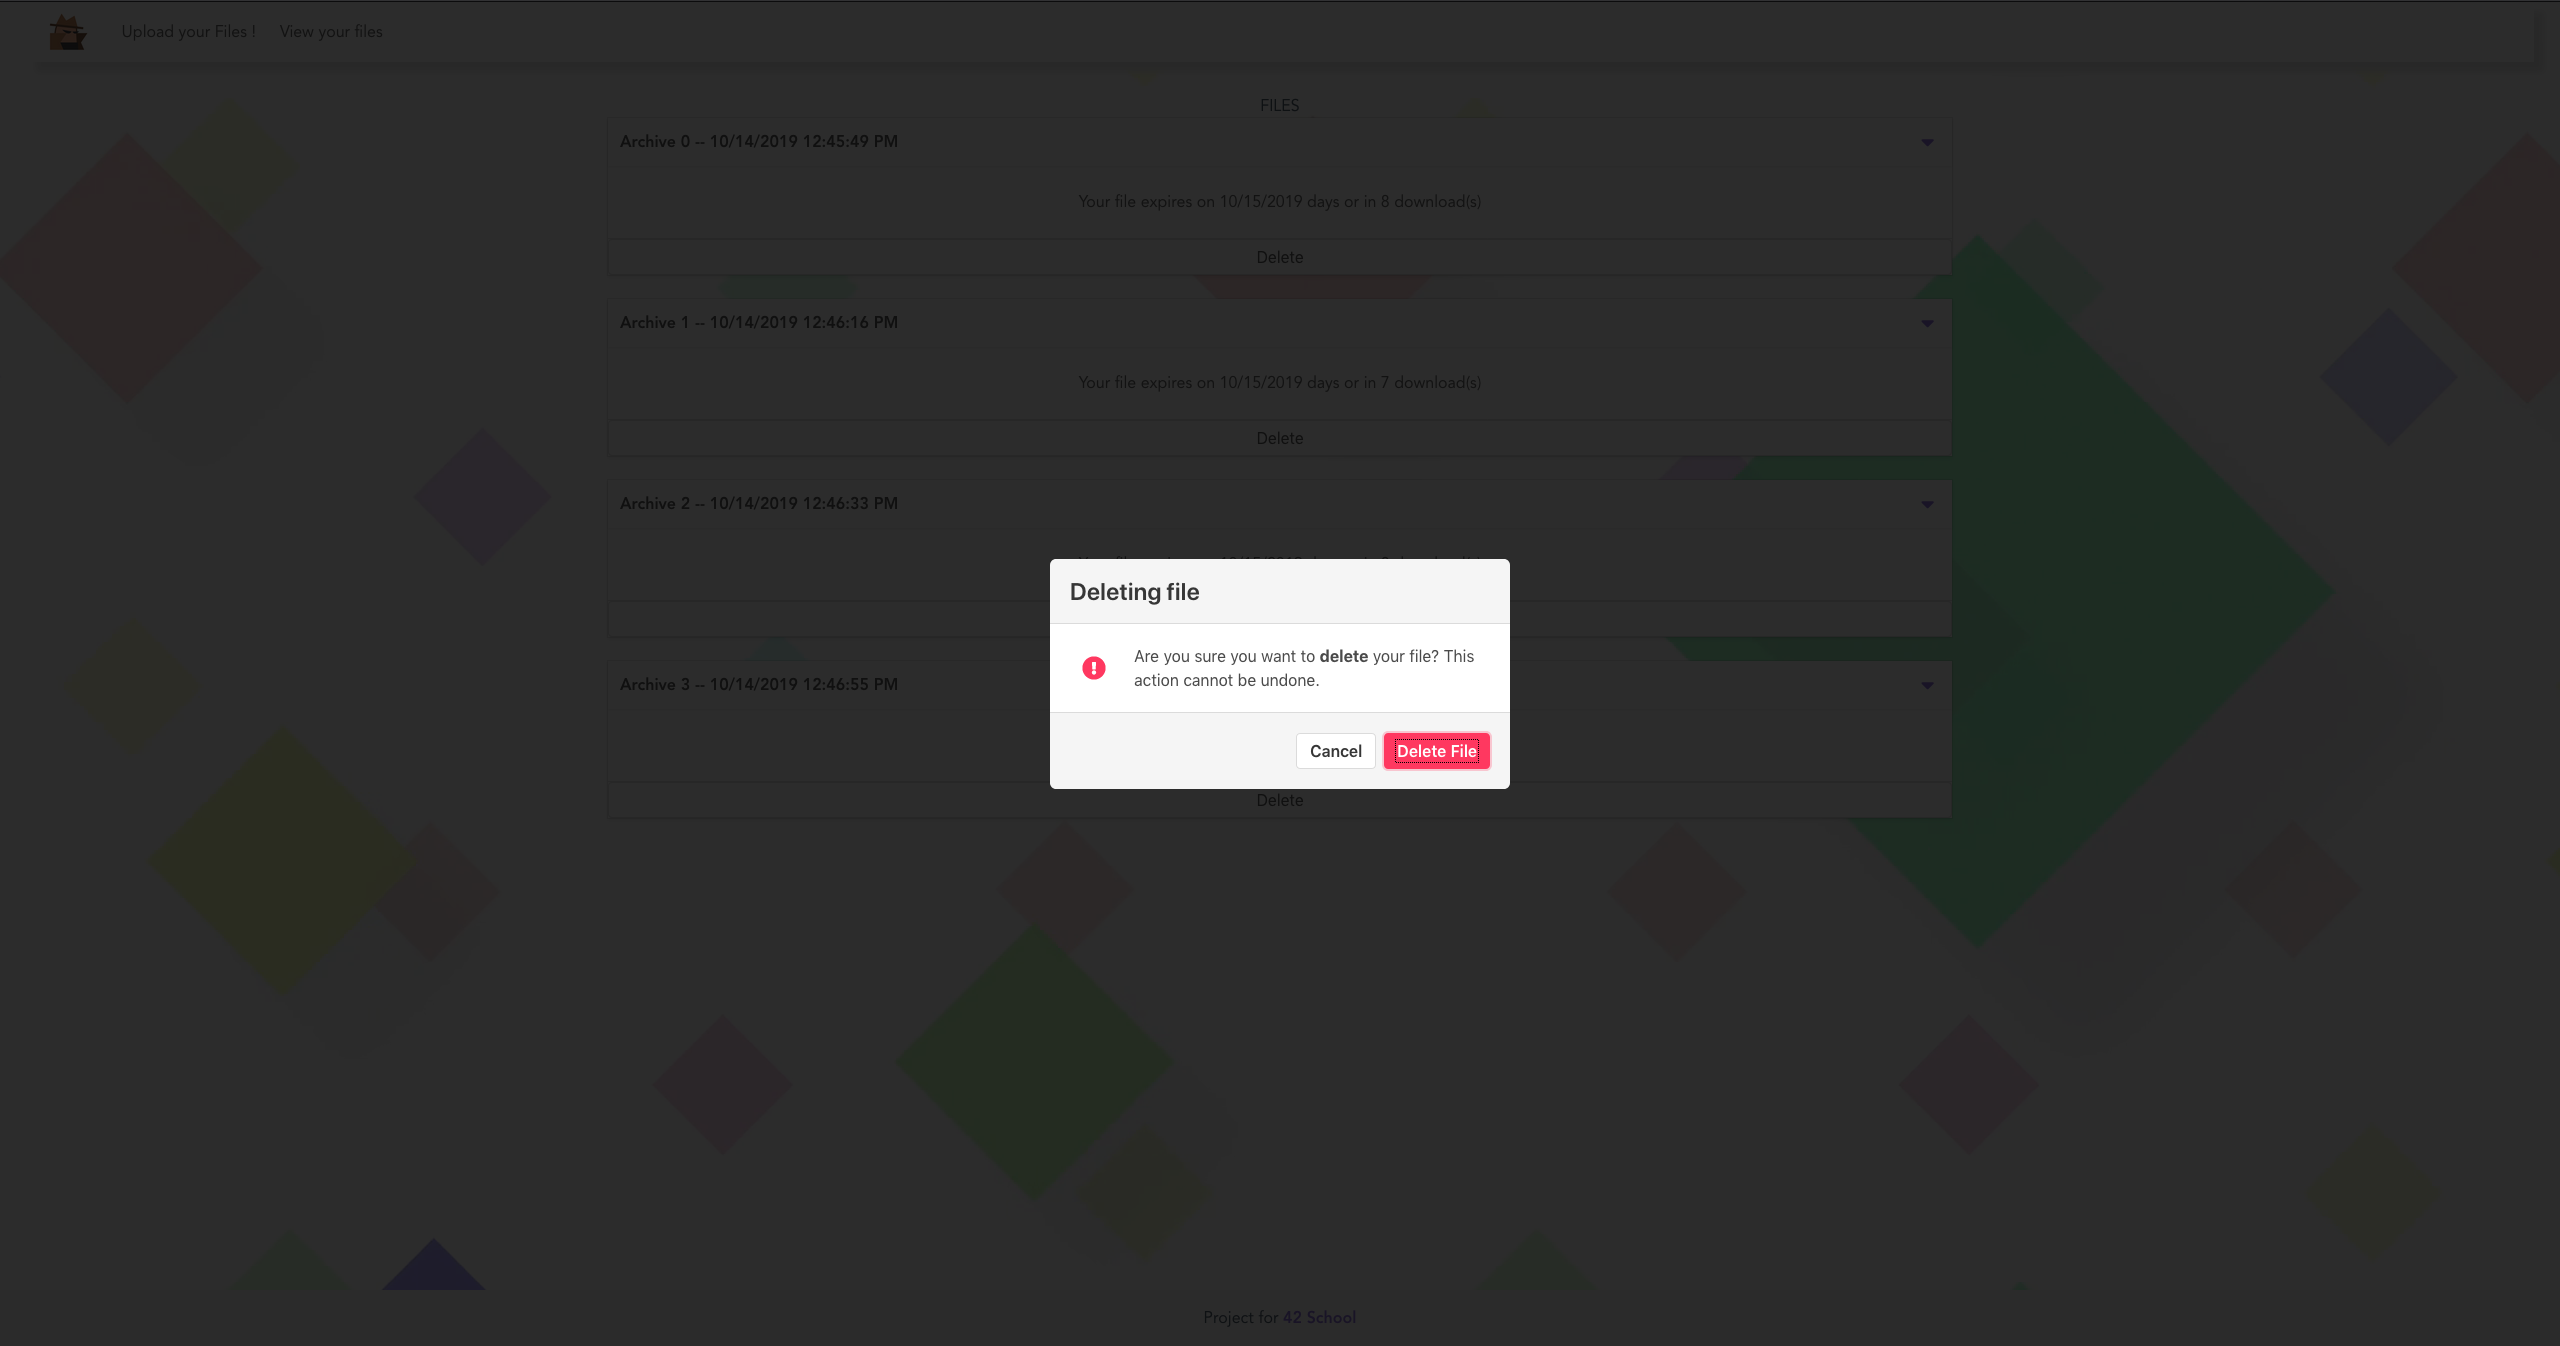 Upload your Files !
View your files
FILES
Archive 0 -- 10/14/2019 12:45:49 PM
Your file expires on 10/15/2019 days or in 8 download(s)
Delete
Archive 1 -- 10/14/2019 12:46:16 PM
Your file expires on 10/15/2019 days or in 7 download(s)
Delete
Archive 2 -- 10/14/2019 12:46:33 PM
Archive 3 -- 10/14/2019 12:46:55 PM
Delete
Deleting file
Are you sure you want to delete your file? This
action cannot be undone.
Cancel
Delete File
Project for 42 School